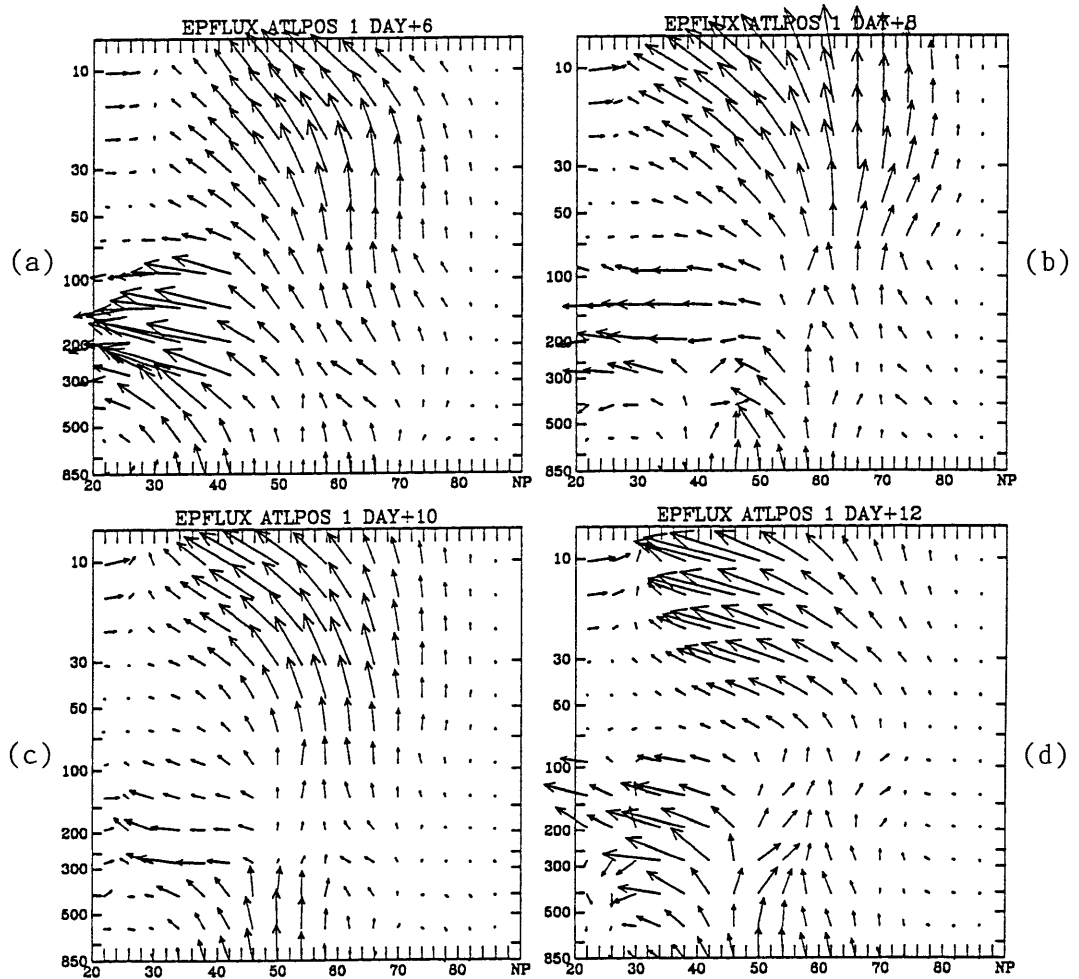 EPFLUX ATLPOS 1 DAY+6
10
30
50
100
200
300
500
850
20 30 40 50 60 70 80 NP
(a)
EPFLUX ATLPOS 1 DAY+8
10
30
50
100
200
300
500
850
20 30 40 50 60 70 80 NP
(b)
EPFLUX ATLPOS 1 DAY+10
10
30
50
100
200
300
500
850
20 30 40 50 60 70 80 NP
(c)
EPFLUX ATLPOS 1 DAY+12
10
30
50
100
200
300
500
850
20 30 40 50 60 70 80 NP
(d)